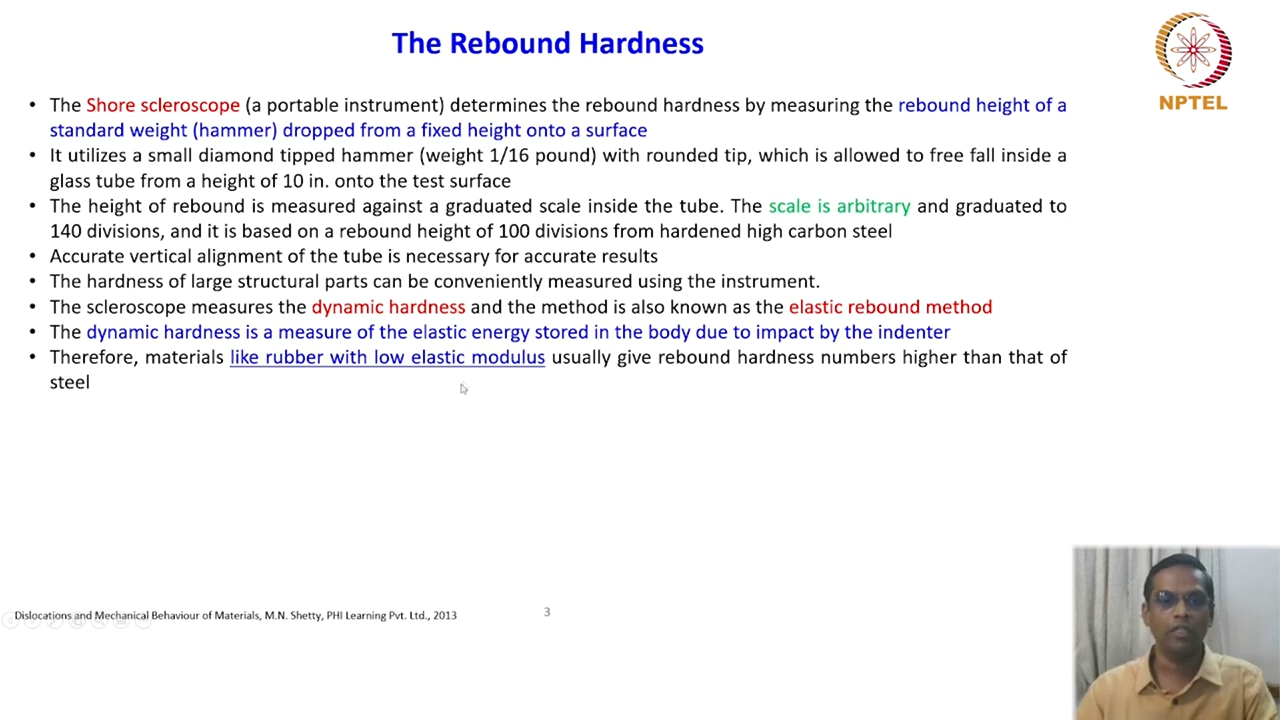 The Rebound Hardness
NPTEL
• The Shore scleroscope (a portable instrument) determines the rebound hardness by measuring the rebound height of a
standard weight (hammer) dropped from a fixed height onto a surface
• It utilizes a small diamond tipped hammer (weight 1/16 pound) with rounded tip, which is allowed to free fall inside a
glass tube from a height of 10 in. onto the test surface
• The height of rebound is measured against a graduated scale inside the tube. The scale is arbitrary and graduated to
140 divisions, and it is based on a rebound height of 100 divisions from hardened high carbon steel
• Accurate vertical alignment of the tube is necessary for accurate results
• The hardness of large structural parts can be conveniently measured using the instrument.
• The scleroscope measures the dynamic hardness and the method is also known as the elastic rebound method
• The dynamic hardness is a measure of the elastic energy stored in the body due to impact by the indenter
• Therefore, materials like rubber with low elastic modulus usually give rebound hardness numbers higher than that of
steel
Dislocations and Mechanical Behaviour of Materials, M.N. Shetty, PHI Learning Pvt. Ltd., 2013
3